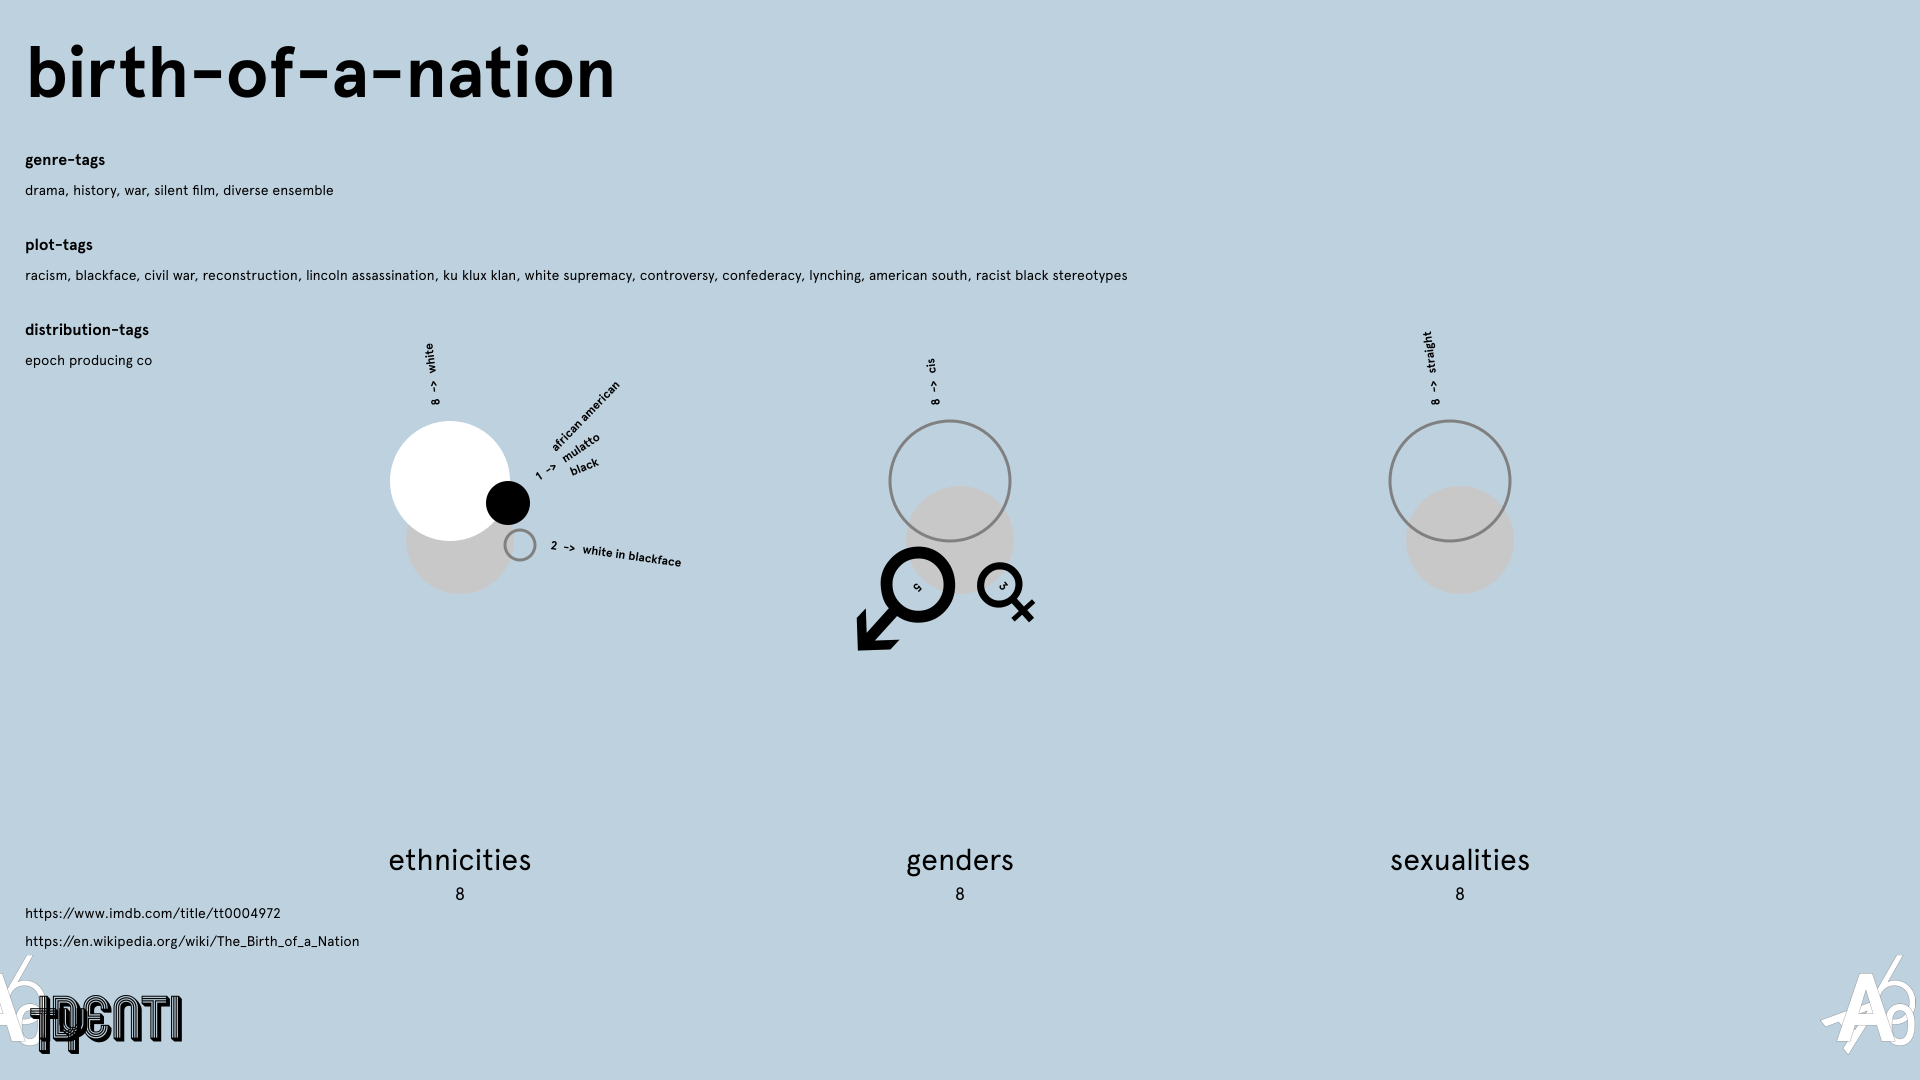 birth-of-a-nation
genre-tags
drama, history, war, silent film, diverse ensemble
plot-tags
racism, blackface, civil war, reconstruction, lincoln assassination, ku klux klan, white supremacy, controversy, confederacy, lynching, american south, racist black stereotypes
distribution-tags
epoch producing co
8 -> white
1 -> african american
mulatto
black
2 -> white in blackface
8 -> cis
5
3
8 -> straight
ethnicities
8
genders
8
sexualities
8
https://www.imdb.com/title/tt0004972
https://en.wikipedia.org/wiki/The_Birth_of_a_Nation
IDENTI